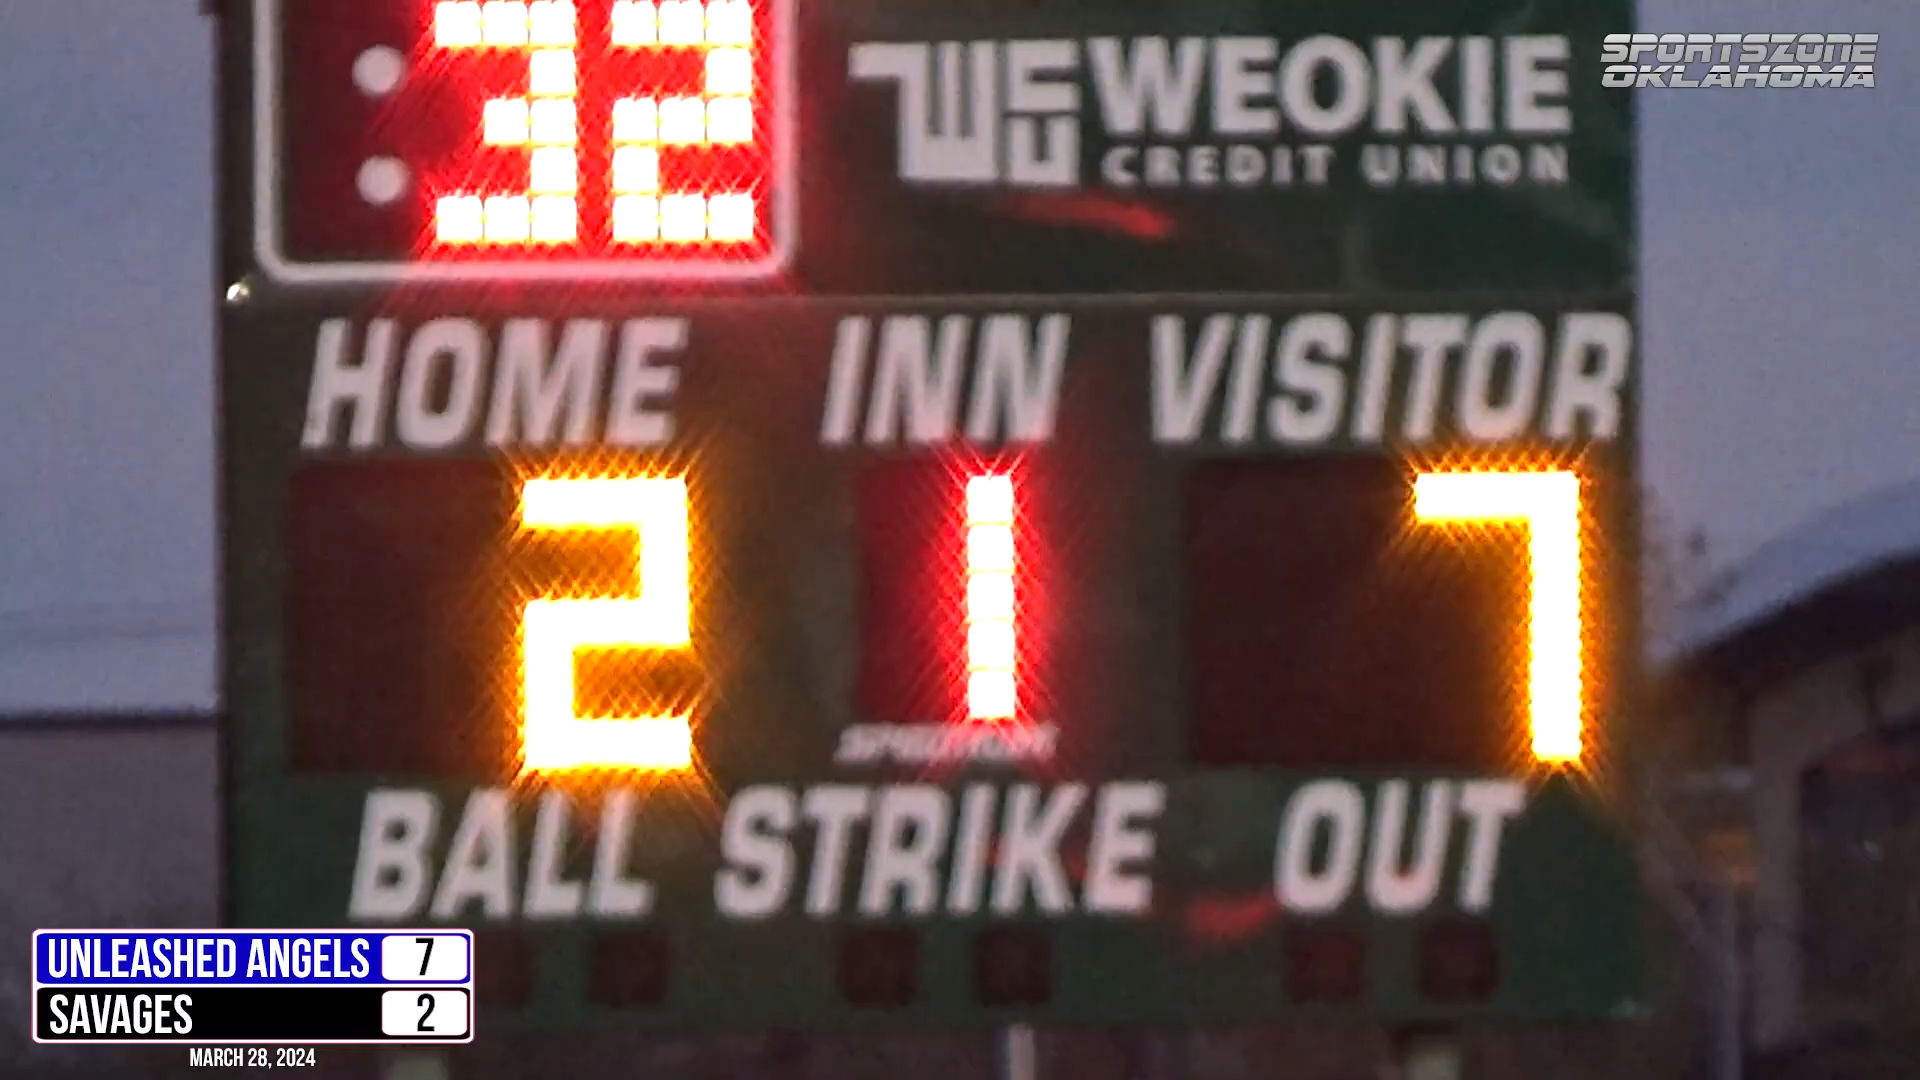 32
WEOKIE
CREDIT UNION
SPORTSZONE
OKLAHOMA
HOME INN VISITOR
2 1 7
BALL STRIKE OUT
UNLEASHED ANGELS 7
SAVAGES 2
MARCH 28, 2024